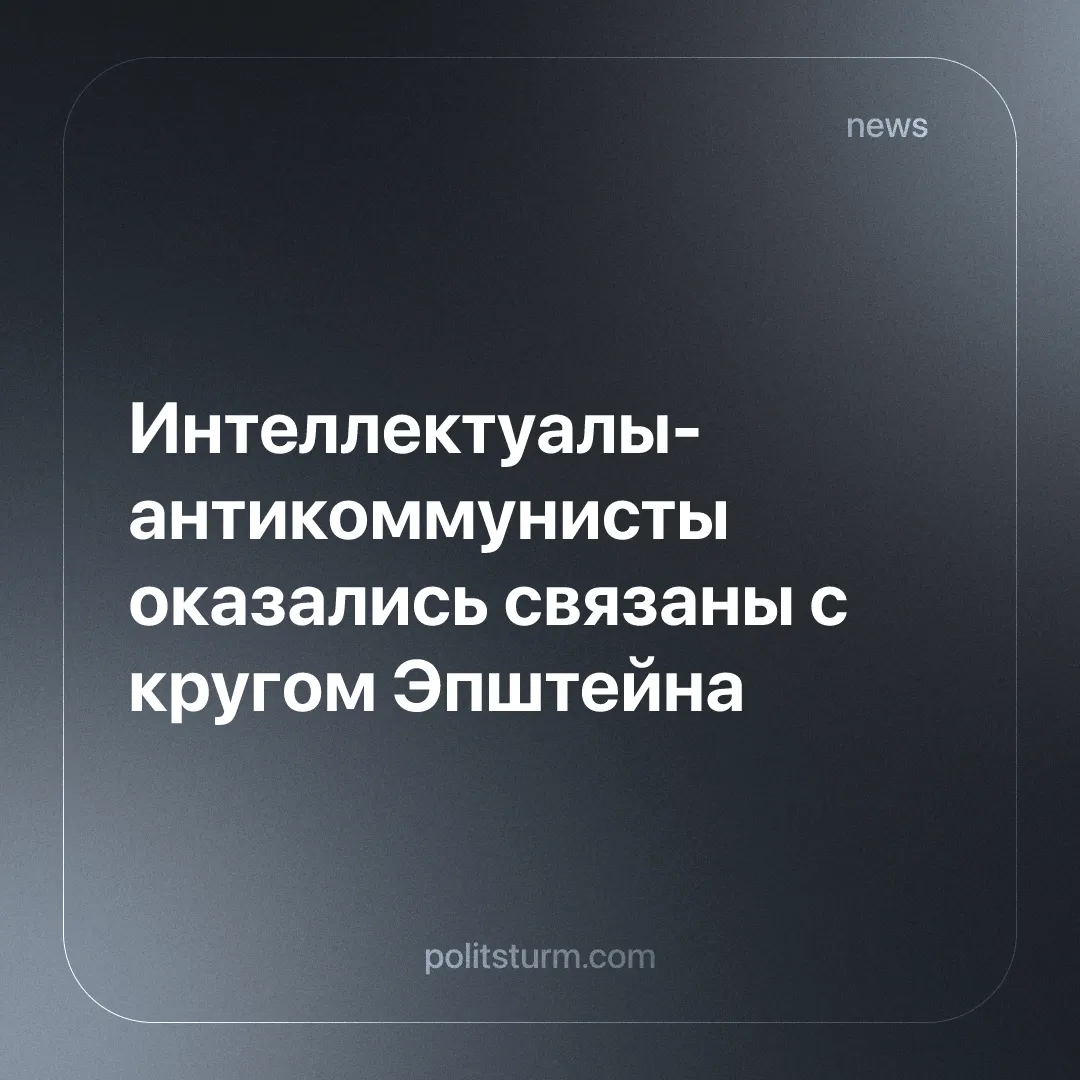 news
Интеллектуалы-
антикоммунисты
оказались связаны с
кругом Эпштейна
politsturm.com